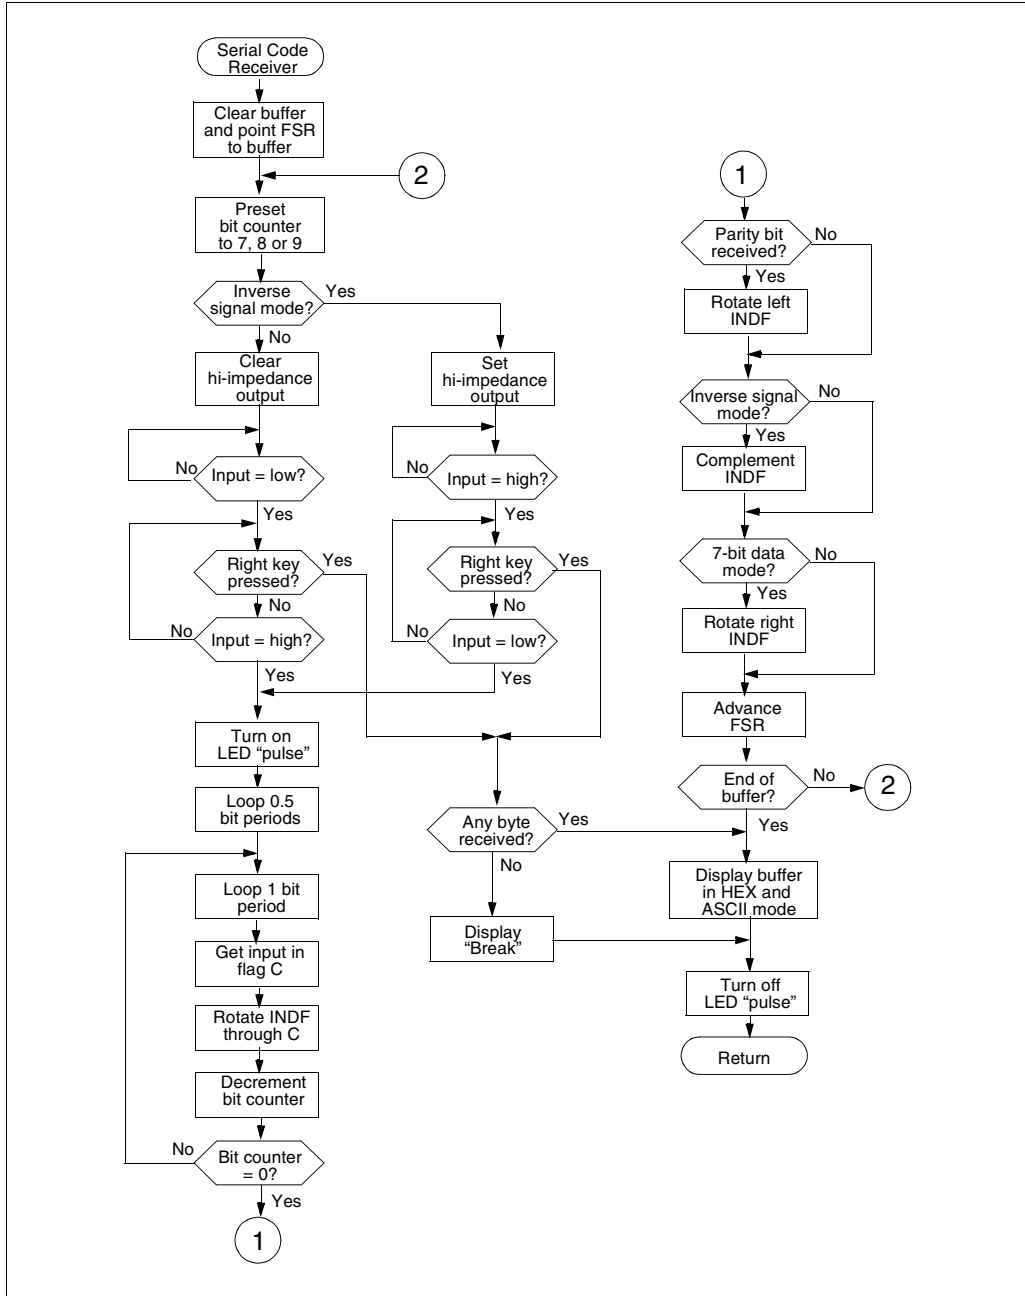 Serial Code
Receiver
Clear buffer
and point FSR
to buffer
2
Preset
bit counter
to 7, 8 or 9
Inverse
signal mode?
Yes
No
Clear
hi-impedance
output
Set
hi-impedance
output
No
Input = low?
Yes
No
Input = high?
Yes
Right key
pressed?
Yes
No
Right key
pressed?
Yes
No
No
Input = high?
Yes
No
Input = low?
Yes
Turn on
LED “pulse”
Loop 0.5
bit periods
Loop 1 bit
period
Get input in
flag C
Rotate INDF
through C
Decrement
bit counter
No
Bit counter
= 0?
Yes
1
Any byte
received?
Yes
No
Display
“Break”
1
Parity bit
received?
No
Yes
Rotate left
INDF
Inverse signal
mode?
No
Yes
Complement
INDF
7-bit data
mode?
No
Yes
Rotate right
INDF
Advance
FSR
End of
buffer?
No
2
Yes
Display buffer
in HEX and
ASCII mode
Turn off
LED “pulse”
Return